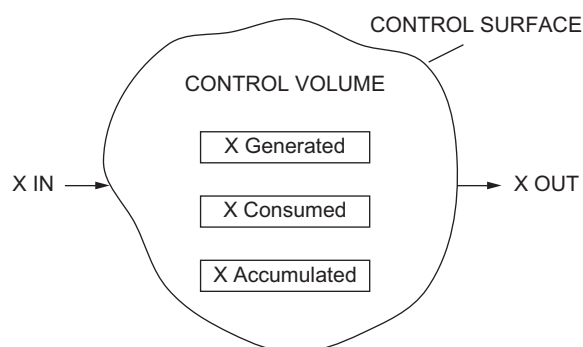 CONTROL SURFACE
CONTROL VOLUME
X Generated
X IN
X Consumed
X OUT
X Accumulated